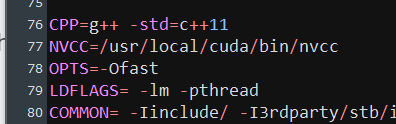 75
76 CPP=g++ -std=c++11
77 NVCC=/usr/local/cuda/bin/nvcc
78 OPTS=-Ofast
79 LDFLAGS= -lm -pthread
80 COMMON= -Iinclude/ -I3rdparty/stb/i